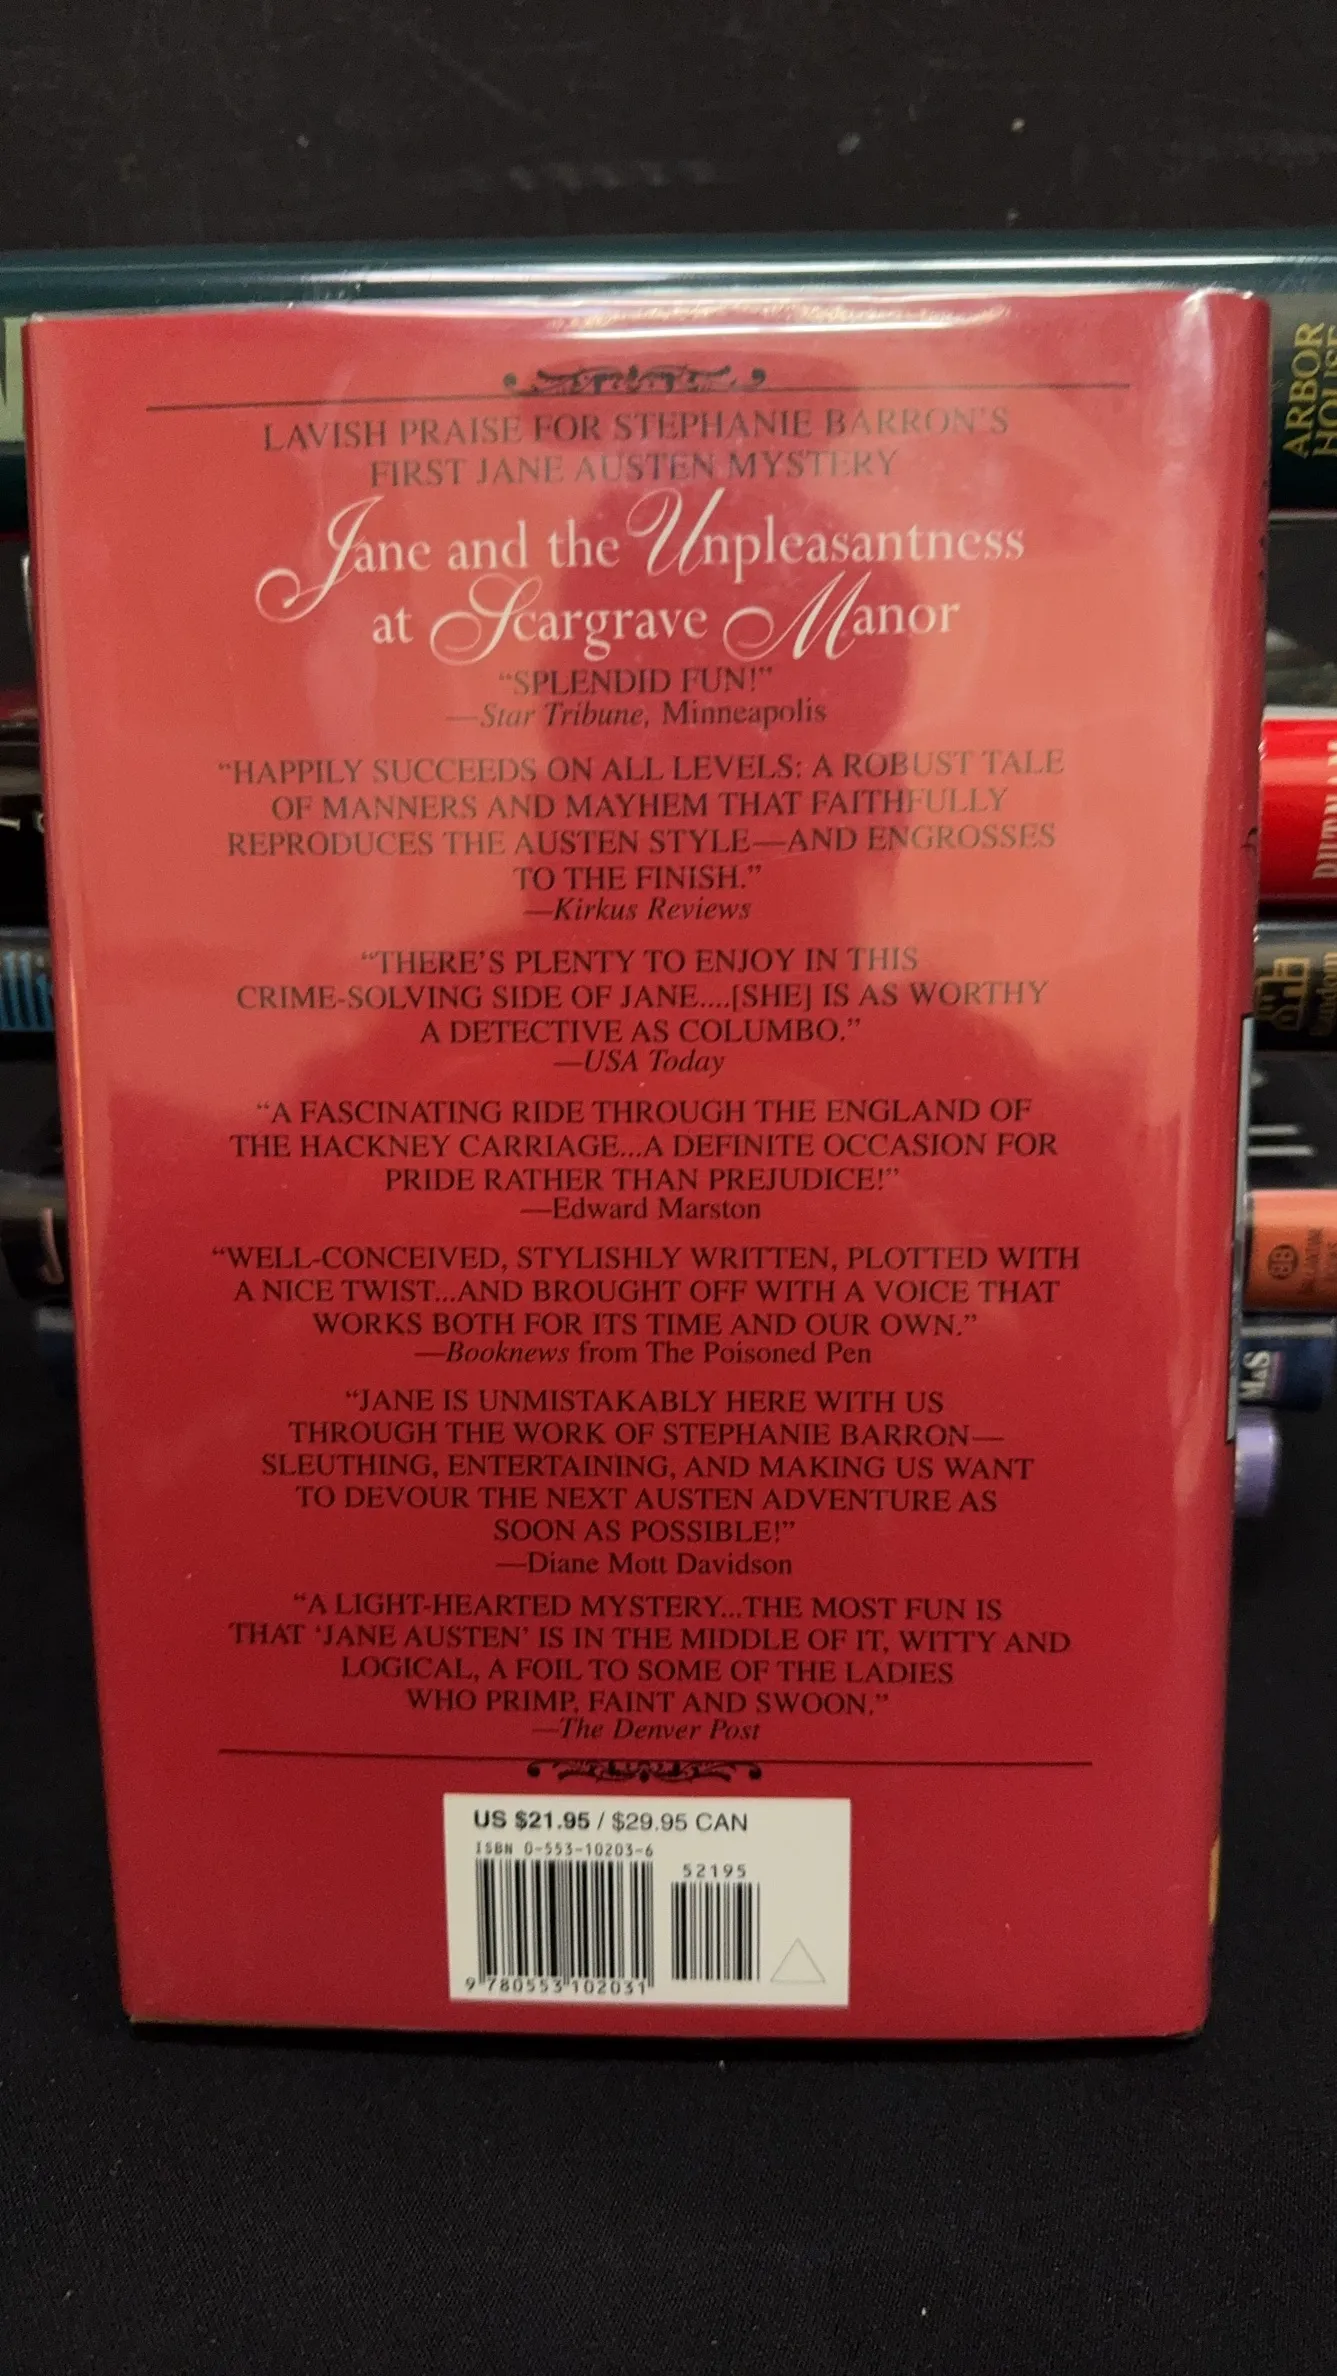 LAVISH PRAISE FOR STEPHANIE BARRON'S
FIRST JANE AUSTEN MYSTERY
Jane and the Unpleasantness
at Scargrave Manor
“SPLENDID FUN!”
—Star Tribune, Minneapolis
“HAPPILY SUCCEEDS ON ALL LEVELS: A ROBUST TALE
OF MANNERS AND MAYHEM THAT FAITHFULLY
REPRODUCES THE AUSTEN STYLE—AND ENGROSSES
TO THE FINISH.”
—Kirkus Reviews
“THERE'S PLENTY TO ENJOY IN THIS
CRIME-SOLVING SIDE OF JANE....[SHE] IS AS WORTHY
A DETECTIVE AS COLUMBO.”
—USA Today
“A FASCINATING RIDE THROUGH THE ENGLAND OF
THE HACKNEY CARRIAGE...A DEFINITE OCCASION FOR
PRIDE RATHER THAN PREJUDICE!”
—Edward Marston
“WELL-CONCEIVED, STYLISHLY WRITTEN, PLOTTED WITH
A NICE TWIST...AND BROUGHT OFF WITH A VOICE THAT
WORKS BOTH FOR ITS TIME AND OUR OWN.”
—Booknews from The Poisoned Pen
“JANE IS UNMISTAKABLY HERE WITH US
THROUGH THE WORK OF STEPHANIE BARRON—
SLEUTHING, ENTERTAINING, AND MAKING US WANT
TO DEVOUR THE NEXT AUSTEN ADVENTURE AS
SOON AS POSSIBLE!”
—Diane Mott Davidson
“A LIGHT-HEARTED MYSTERY...THE MOST FUN IS
THAT ‘JANE AUSTEN’ IS IN THE MIDDLE OF IT, WITTY AND
LOGICAL, A FOIL TO SOME OF THE LADIES
WHO PRIMP, FAINT AND SWOON.”
—The Denver Post
US $21.95 / $29.95 CAN
ISBN 0-553-10203-6
52195
9 780553 102031
ARBOR
HOUSE
M&S